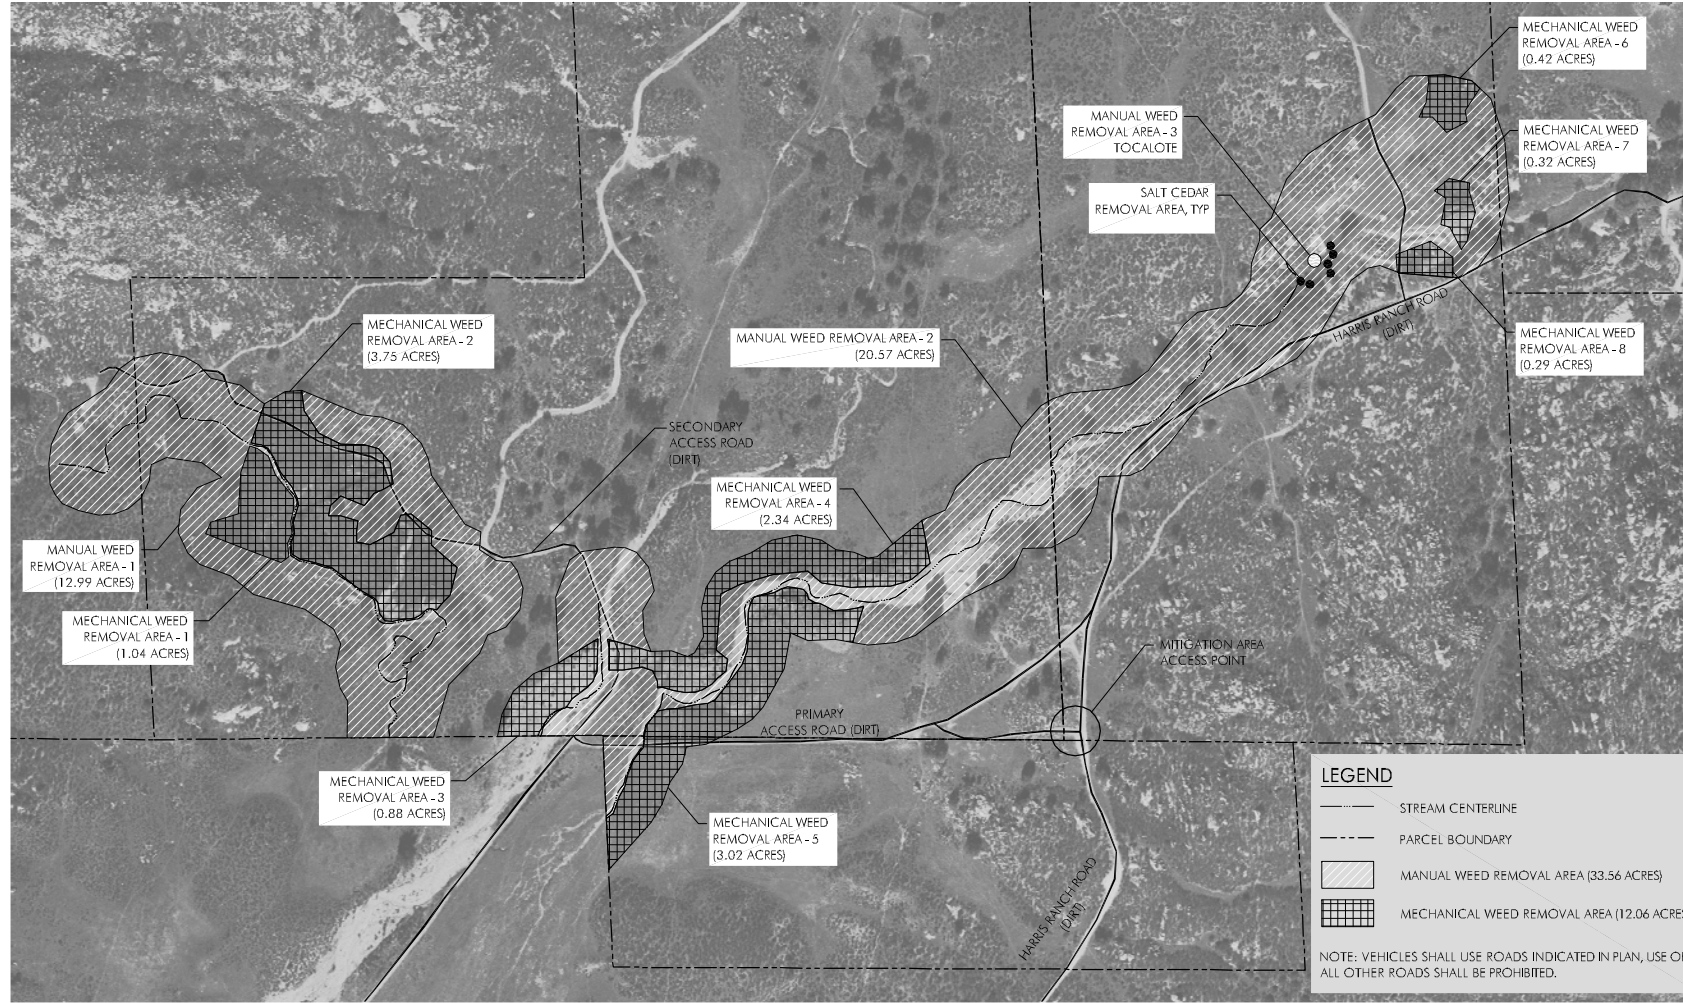 MECHANICAL WEED
REMOVAL AREA - 6
(0.42 ACRES)
MANUAL WEED
REMOVAL AREA - 3
TOCALOTE
MECHANICAL WEED
REMOVAL AREA - 7
(0.32 ACRES)
SALT CEDAR
REMOVAL AREA, TYP
HARRIS RANCH ROAD
(DIRT)
MECHANICAL WEED
REMOVAL AREA - 2
(3.75 ACRES)
MANUAL WEED REMOVAL AREA - 2
(20.57 ACRES)
MECHANICAL WEED
REMOVAL AREA - 8
(0.29 ACRES)
SECONDARY
ACCESS ROAD
(DIRT)
MECHANICAL WEED
REMOVAL AREA - 4
(2.34 ACRES)
MANUAL WEED
REMOVAL AREA - 1
(12.99 ACRES)
MECHANICAL WEED
REMOVAL AREA - 1
(1.04 ACRES)
MITIGATION AREA
ACCESS POINT
PRIMARY
ACCESS ROAD (DIRT)
MECHANICAL WEED
REMOVAL AREA - 3
(0.88 ACRES)
MECHANICAL WEED
REMOVAL AREA - 5
(3.02 ACRES)
HARRIS RANCH ROAD
(DIRT)
LEGEND
STREAM CENTERLINE
PARCEL BOUNDARY
MANUAL WEED REMOVAL AREA (33.56 ACRES)
MECHANICAL WEED REMOVAL AREA (12.06 ACRES
NOTE: VEHICLES SHALL USE ROADS INDICATED IN PLAN, USE OF
ALL OTHER ROADS SHALL BE PROHIBITED.